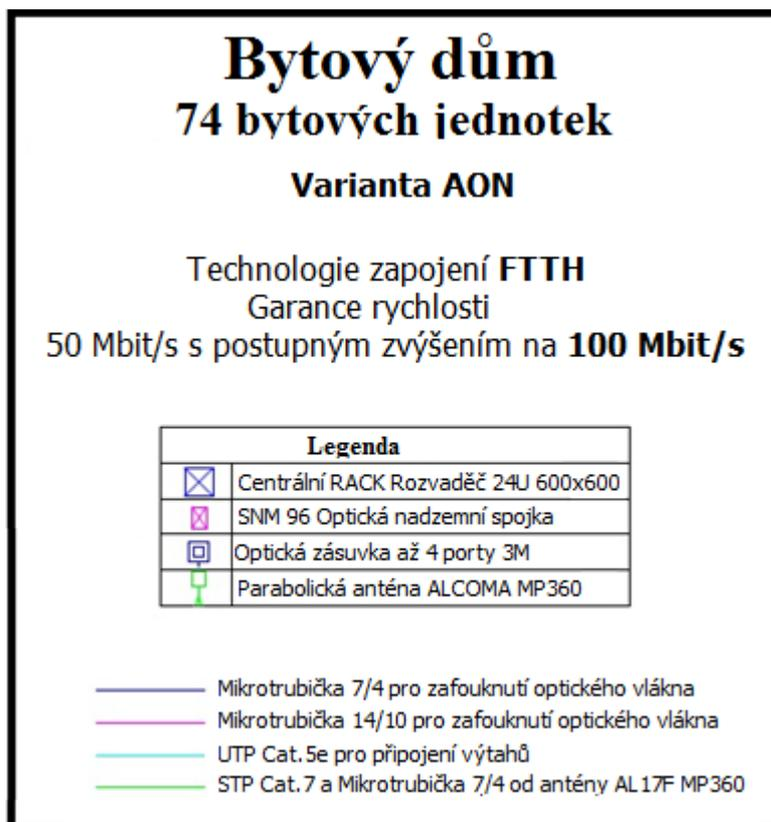 Bytový dům
74 bytových jednotek
Varianta AON
Technologie zapojení FTTH
Garance rychlosti
50 Mbit/s s postupným zvýšením na 100 Mbit/s
Legenda
Centrální RACK Rozvaděč 24U 600x600
SNM 96 Optická nadzemní spojka
Optická zásuvka až 4 porty 3M
Parabolická anténa ALCOMA MP360
Mikrotrubička 7/4 pro zafouknutí optického vlákna
Mikrotrubička 14/10 pro zafouknutí optického vlákna
UTP Cat.5e pro připojení výtahů
STP Cat.7 a Mikrotrubička 7/4 od antény AL17F MP360